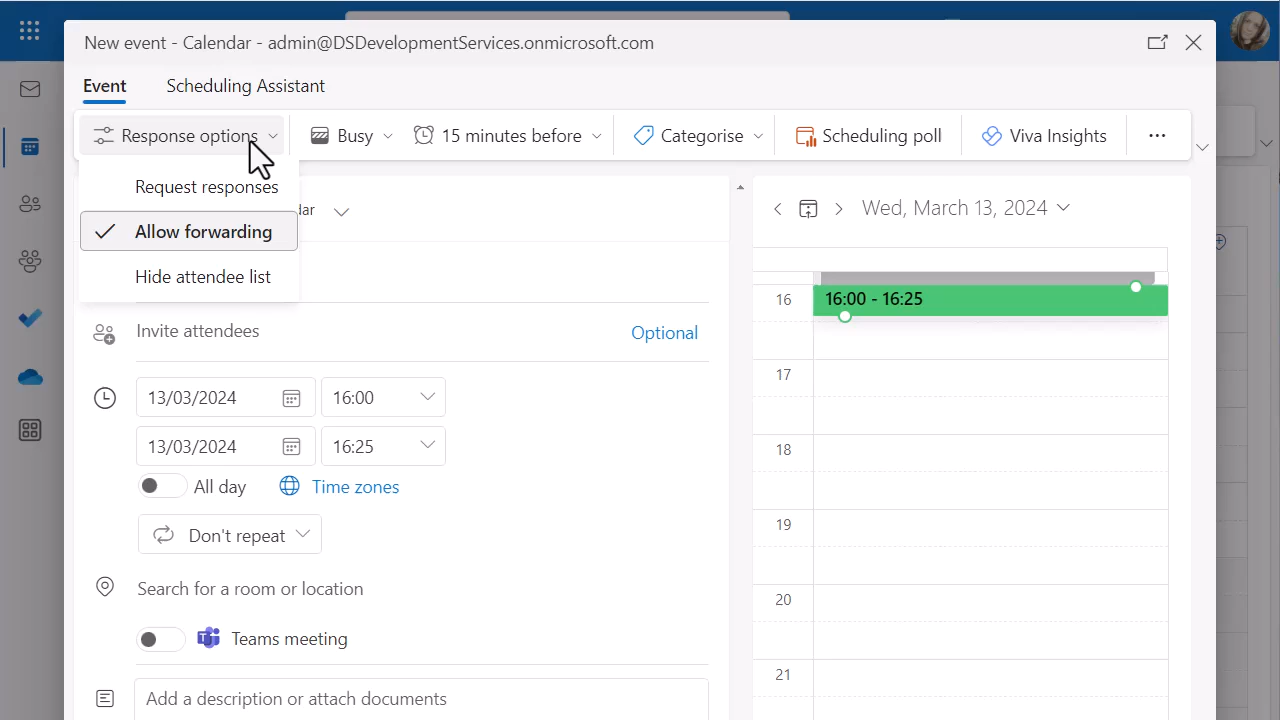 New event - Calendar - admin@DSDevelopmentServices.onmicrosoft.com
Event Scheduling Assistant
Response options Busy 15 minutes before Categorise Scheduling poll Viva Insights ...
Request responses
Allow forwarding
Hide attendee list
Wed, March 13, 2024
Invite attendees Optional
13/03/2024 16:00
13/03/2024 16:25
All day Time zones
Don't repeat
Search for a room or location
Teams meeting
Add a description or attach documents
16 16:00 - 16:25
17
18
19
20
21